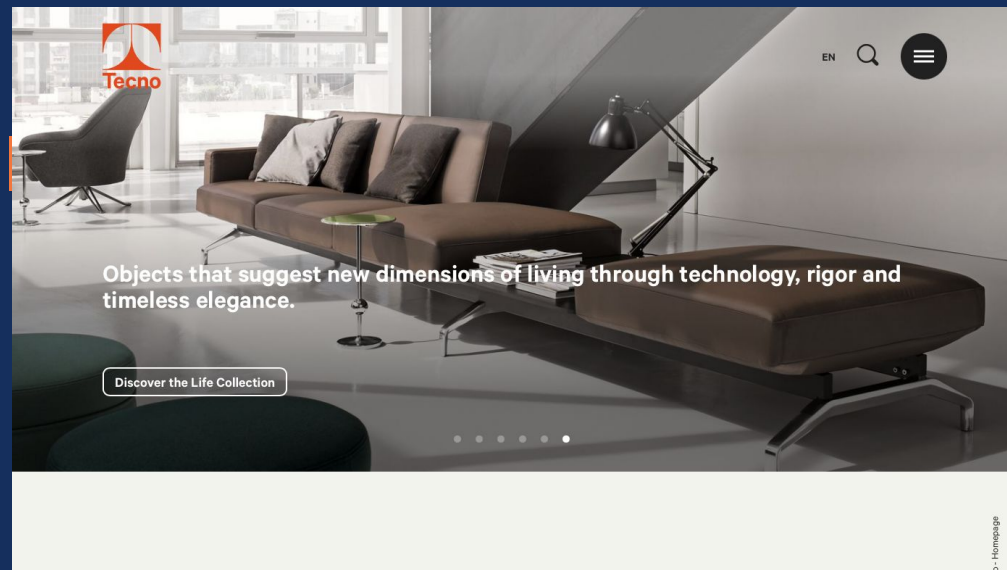 Tecno
EN
Objects that suggest new dimensions of living through technology, rigor and
timeless elegance.
Discover the Life Collection
- Homepage